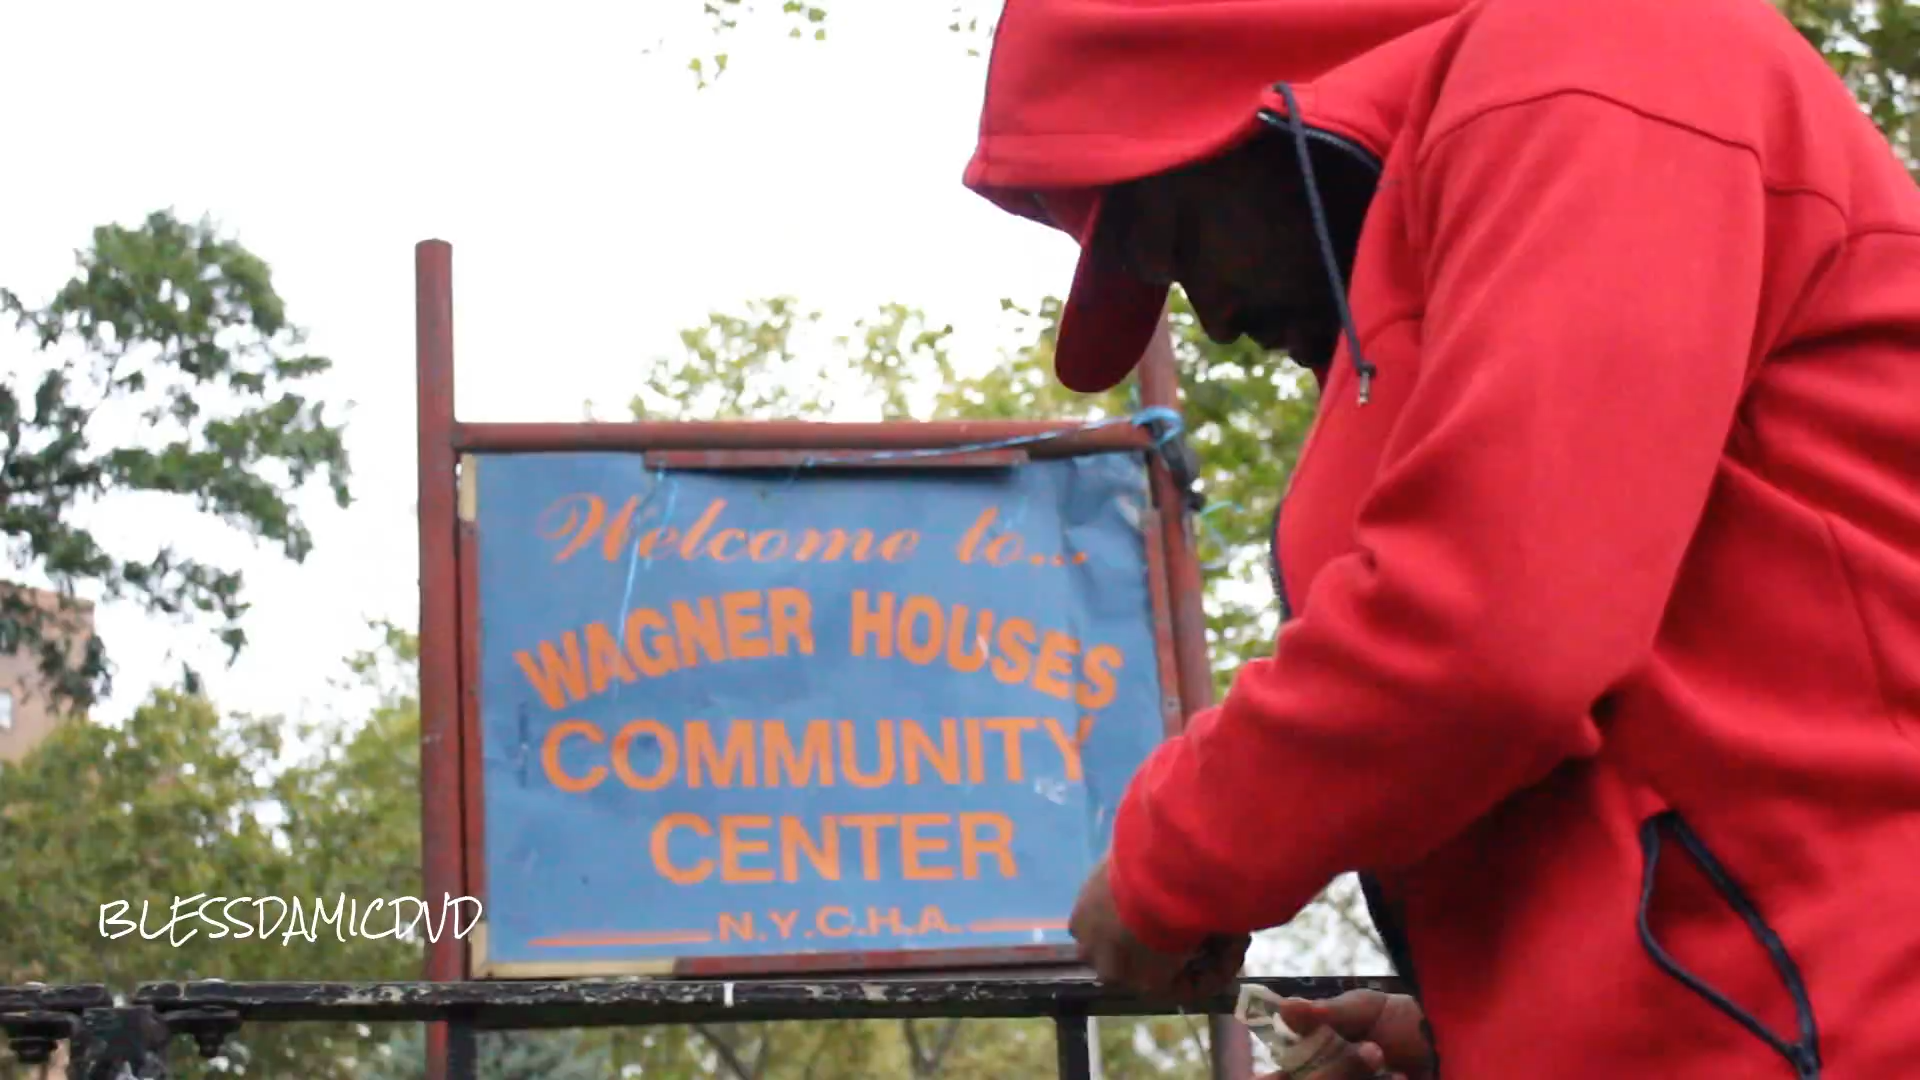 Welcome to...
WAGNER HOUSES
COMMUNITY
CENTER
N.Y.C.H.A.
BLESSDAMICDVD